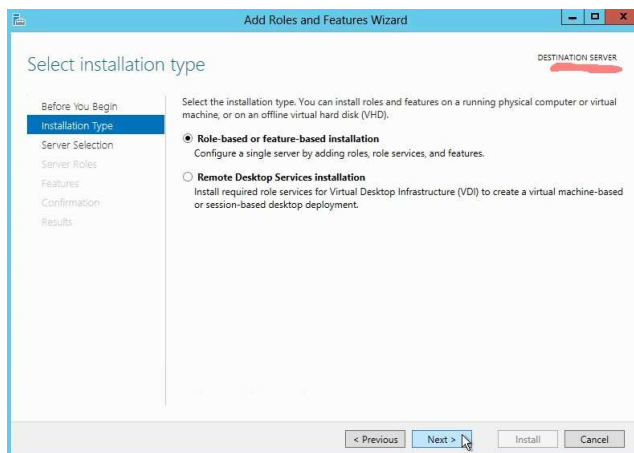 Add Roles and Features Wizard
Select installation type
DESTINATION SERVER
Before You Begin
Installation Type
Server Selection
Server Roles
Features
Confirmation
Results
Select the installation type. You can install roles and features on a running physical computer or virtual
machine, or on an offline virtual hard disk (VHD).
Role-based or feature-based installation
Configure a single server by adding roles, role services, and features.
Remote Desktop Services installation
Install required role services for Virtual Desktop Infrastructure (VDI) to create a virtual machine-based
or session-based desktop deployment.
< Previous
Next >
Install
Cancel